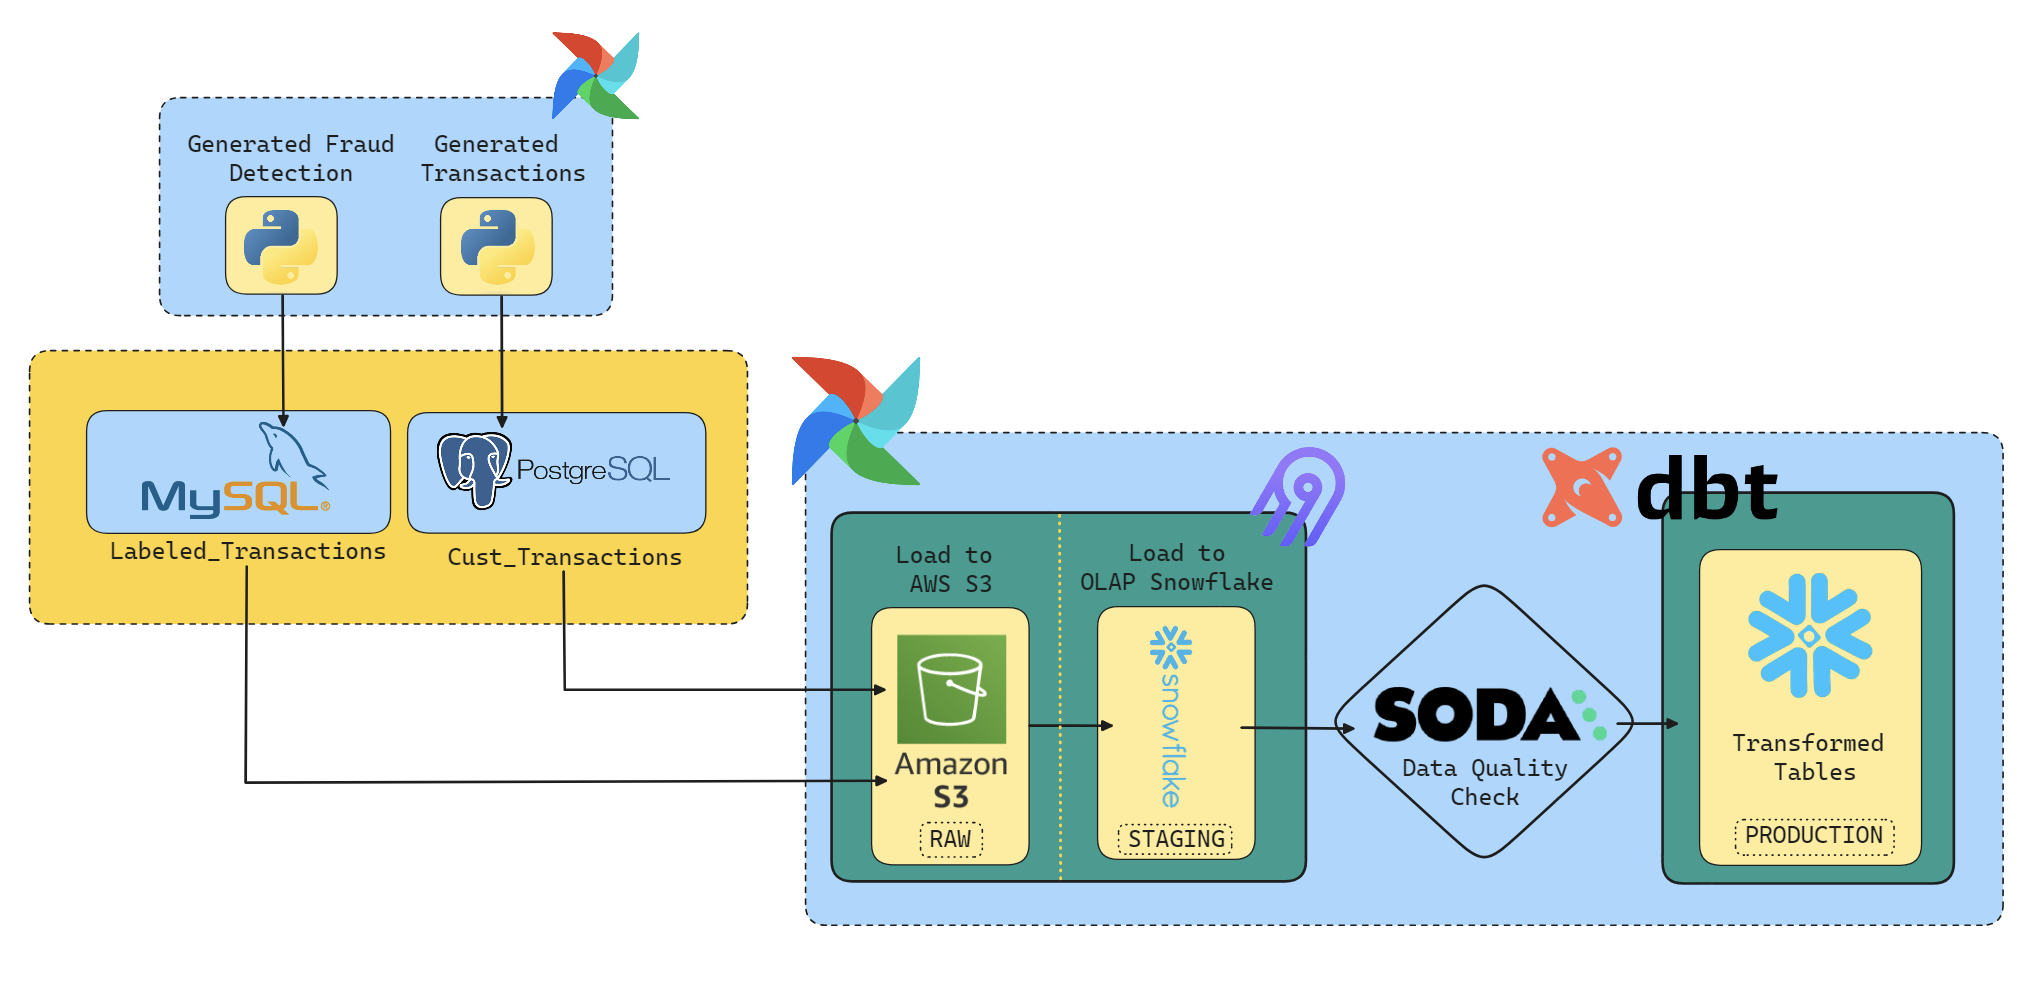 Generated Fraud
Detection
Generated
Transactions
MySQL®
PostgreSQL
Labeled_Transactions
Cust_Transactions
dbt
Load to
AWS S3
Load to
OLAP Snowflake
Amazon
S3
RAW
snowflake
STAGING
SODA
Data Quality
Check
Transformed
Tables
PRODUCTION